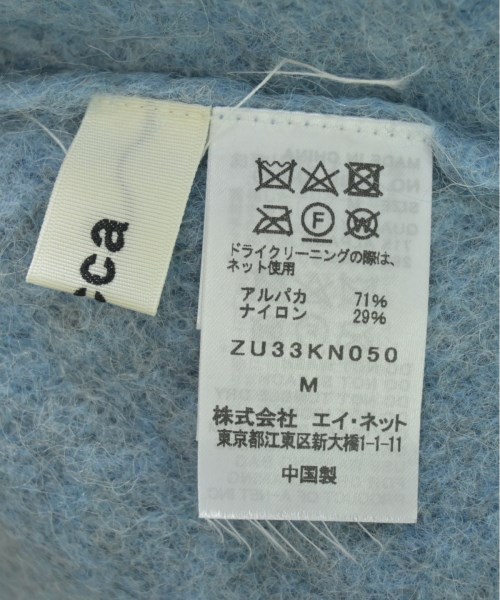 cca
F
W
ドライクリーニングの際は、
ネット使用
アルパカ 71%
ナイロン 29%
ZU33KN050
M
株式会社 エイ・ネット
東京都江東区新大橋1-1-11
中国製